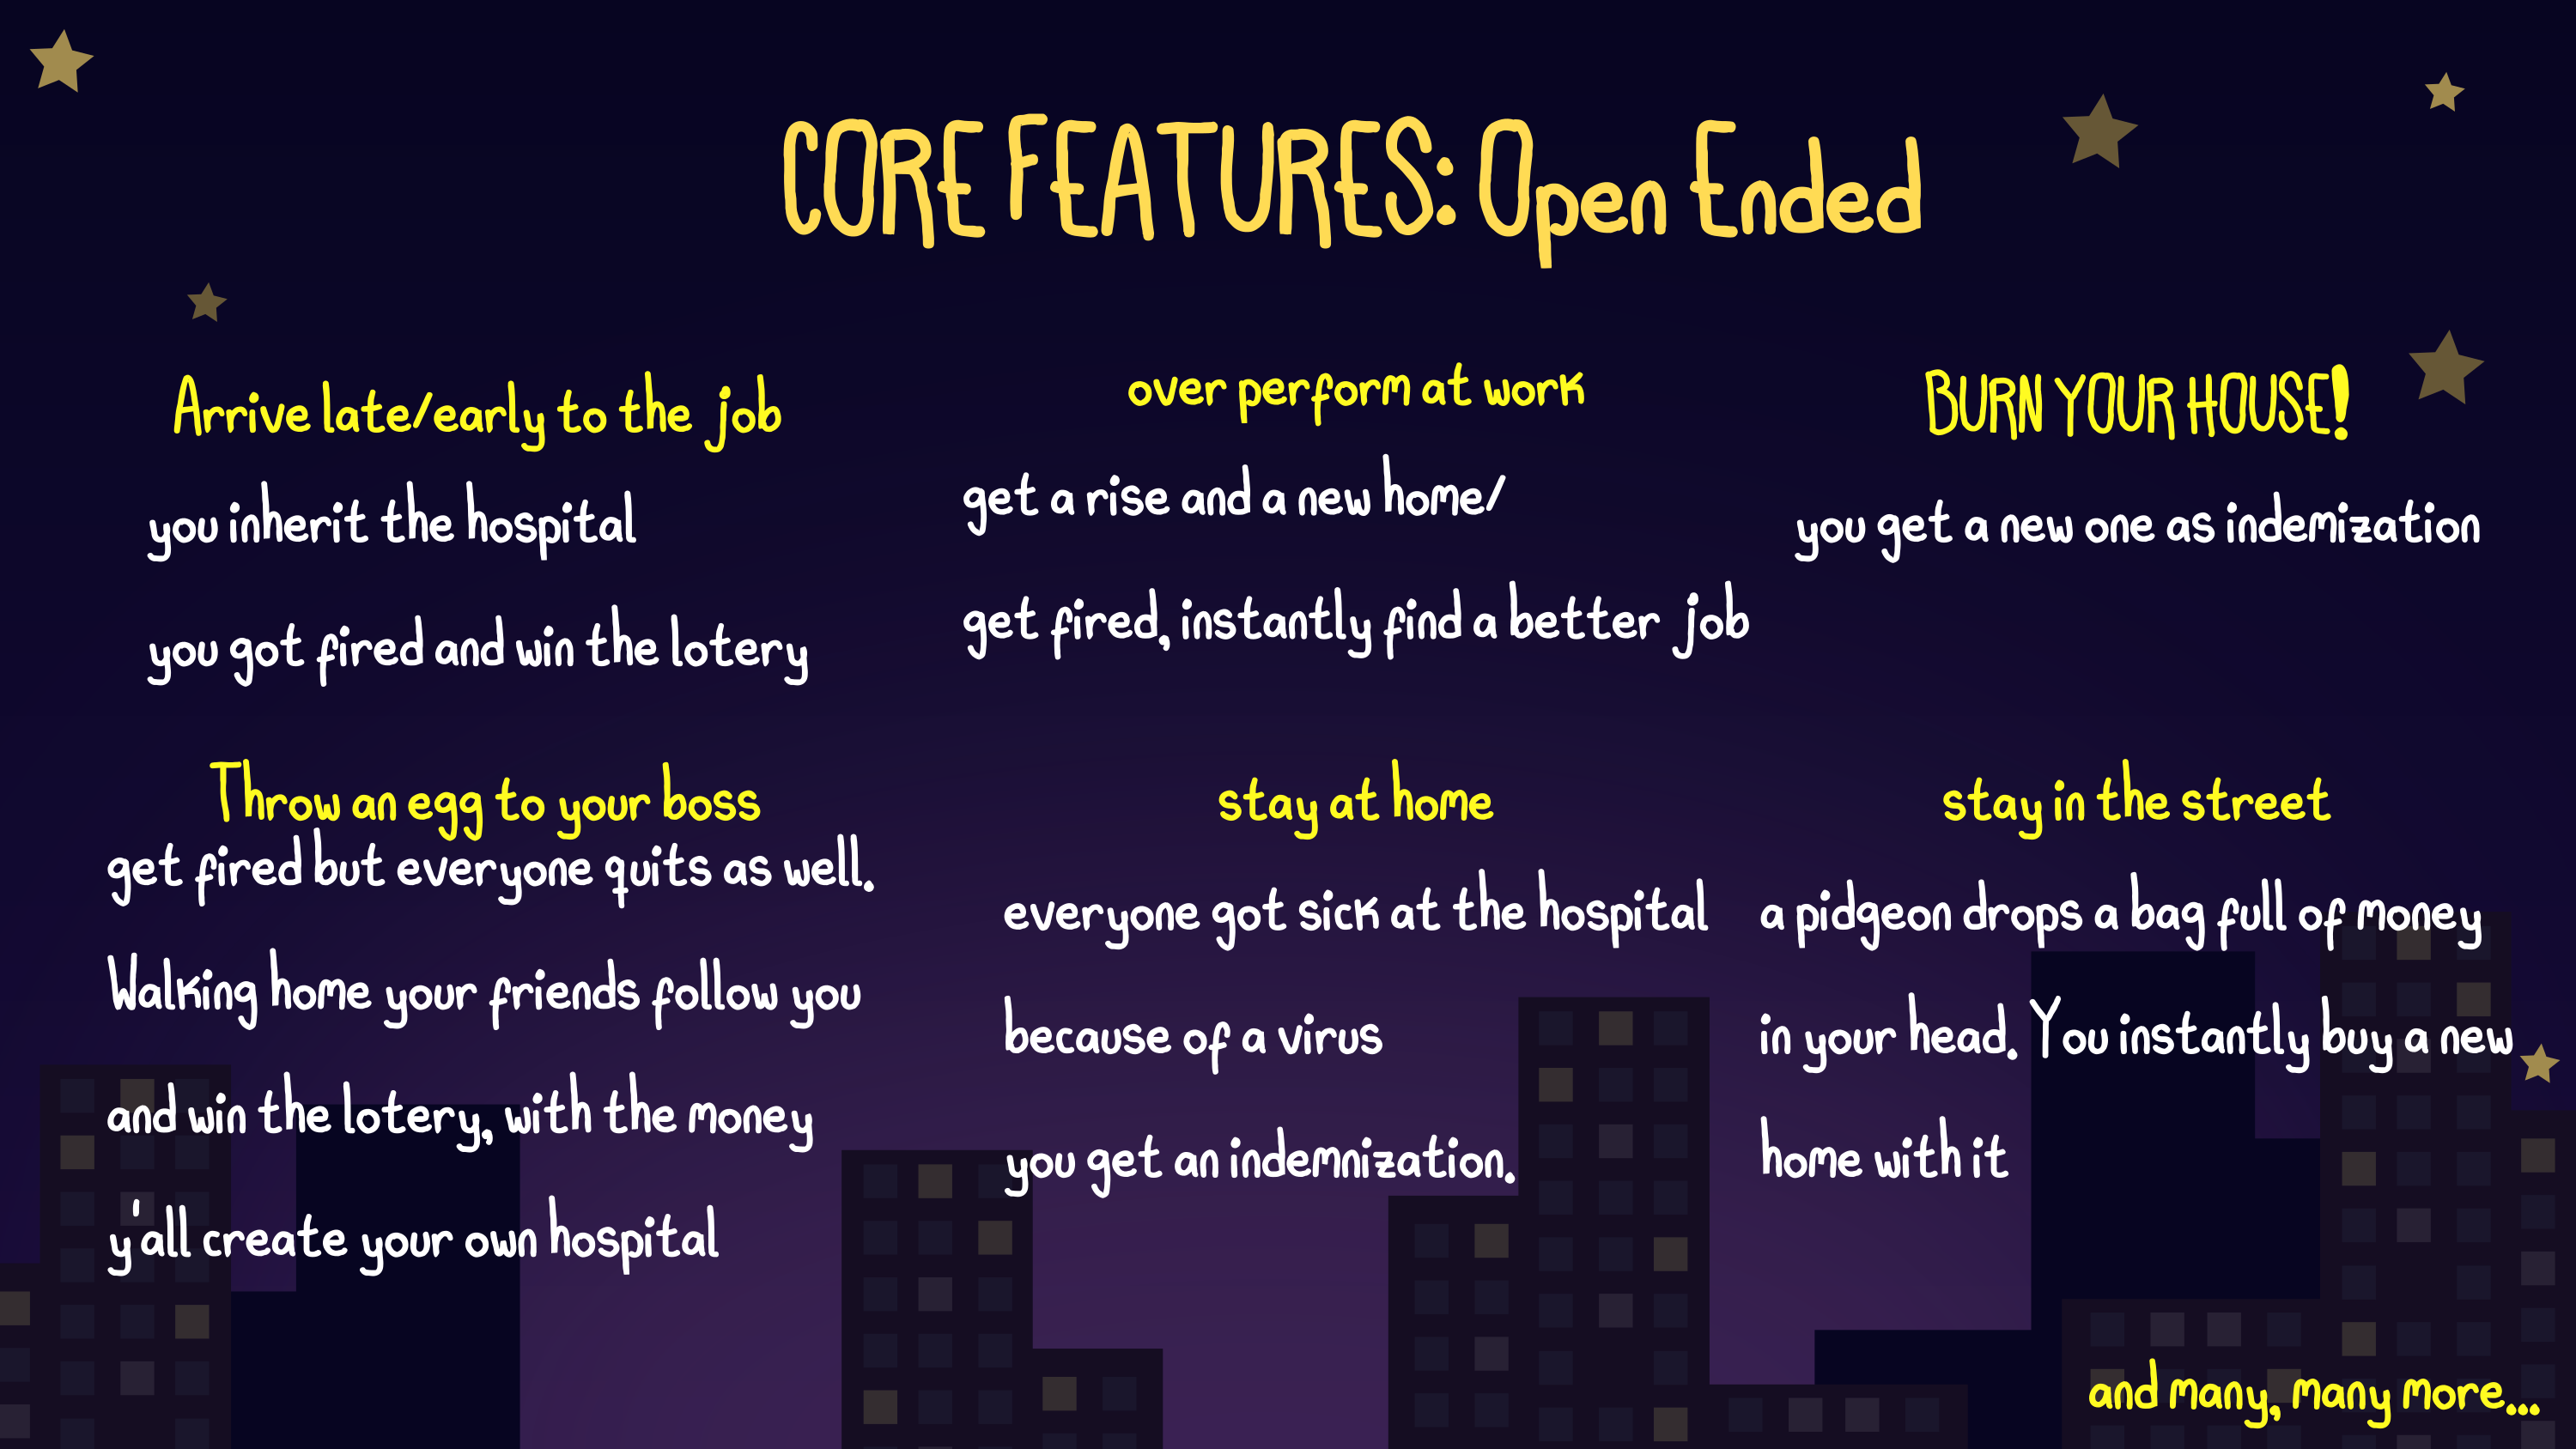 CORE FEATURES: Open Ended
Arrive late/early to the job
you inherit the hospital
you got fired and win the lotery
over perform at work
get a rise and a new home/
get fired, instantly find a better job
BURN YOUR HOUSE!
you get a new one as indemization
Throw an egg to your boss
get fired but everyone quits as well.
Walking home your friends follow you
and win the lotery, with the money
y'all create your own hospital
stay at home
everyone got sick at the hospital
because of a virus
you get an indemnization.
stay in the street
a pidgeon drops a bag full of money
in your head. You instantly buy a new
home with it
and many, many more...